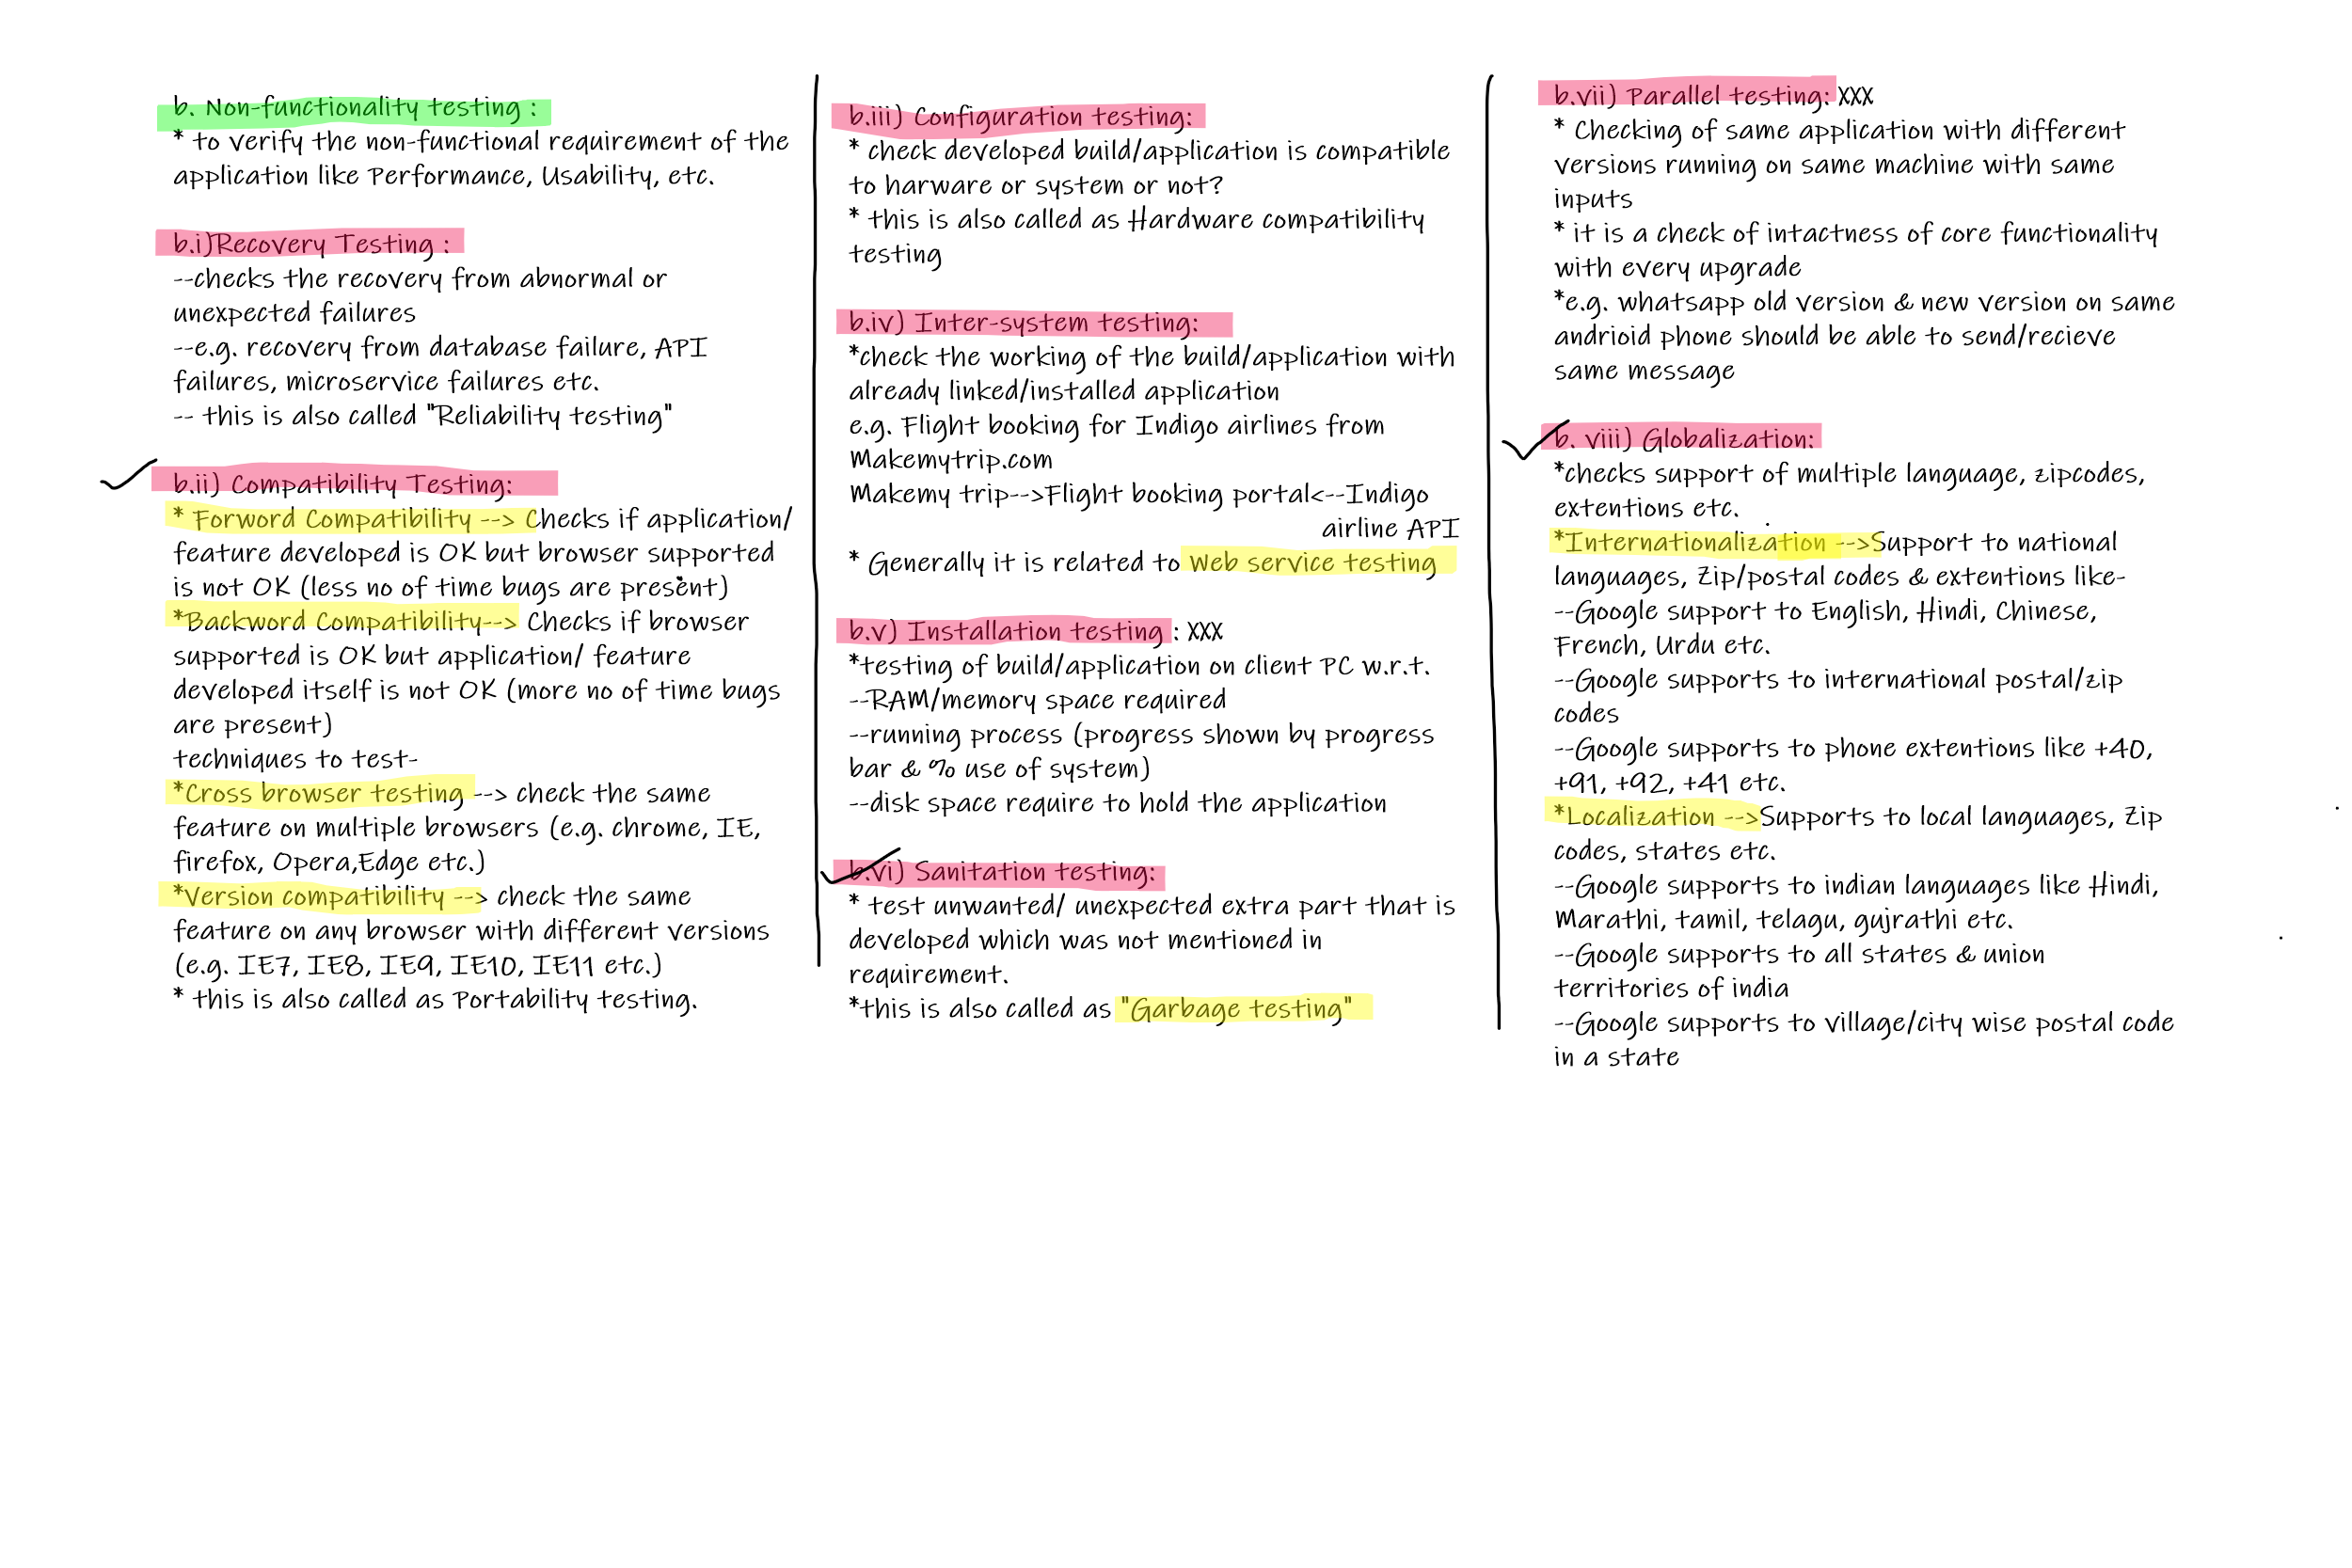 b. Non-functionality testing :
* to verify the non-functional requirement of the
application like Performance, Usability, etc.
b.i)Recovery Testing :
--checks the recovery from abnormal or
unexpected failures
--e.g. recovery from database failure, API
failures, microservice failures etc.
-- this is also called "Reliability testing"
b.ii) Compatibility Testing:
* Forword Compatibility --> Checks if application/
feature developed is OK but browser supported
is not OK (less no of time bugs are present)
*Backword Compatibility--> Checks if browser
supported is OK but application/ feature
developed itself is not OK (more no of time bugs
are present)
techniques to test-
*Cross browser testing --> check the same
feature on multiple browsers (e.g. chrome, IE,
firefox, Opera,Edge etc.)
*Version compatibility --> check the same
feature on any browser with different versions
(e.g. IE7, IE8, IE9, IE10, IE11 etc.)
* this is also called as Portability testing.
b.iii) Configuration testing:
* check developed build/application is compatible
to harware or system or not?
* this is also called as Hardware compatibility
testing
b.iv) Inter-system testing:
*check the working of the build/application with
already linked/installed application
e.g. Flight booking for Indigo airlines from
Makemytrip.com
Makemy trip-->Flight booking portal<--Indigo
airline API
* Generally it is related to Web service testing
b.v) Installation testing : XXX
*testing of build/application on client PC w.r.t.
--RAM/memory space required
--running process (progress shown by progress
bar & % use of system)
--disk space require to hold the application
b.vi) Sanitation testing:
* test unwanted/ unexpected extra part that is
developed which was not mentioned in
requirement.
*this is also called as "Garbage testing"
b.vii) Parallel testing: XXX
* Checking of same application with different
versions running on same machine with same
inputs
* it is a check of intactness of core functionality
with every upgrade
*e.g. whatsapp old version & new version on same
andrioid phone should be able to send/recieve
same message
b. viii) Globalization:
*checks support of multiple language, zipcodes,
extentions etc.
*Internationalization -->Support to national
languages, Zip/postal codes & extentions like-
--Google support to English, Hindi, Chinese,
French, Urdu etc.
--Google supports to international postal/zip
codes
--Google supports to phone extentions like +40,
+91, +92, +41 etc.
*Localization -->Supports to local languages, Zip
codes, states etc.
--Google supports to indian languages like Hindi,
Marathi, tamil, telagu, gujrathi etc.
--Google supports to all states & union
territories of india
--Google supports to village/city wise postal code
in a state